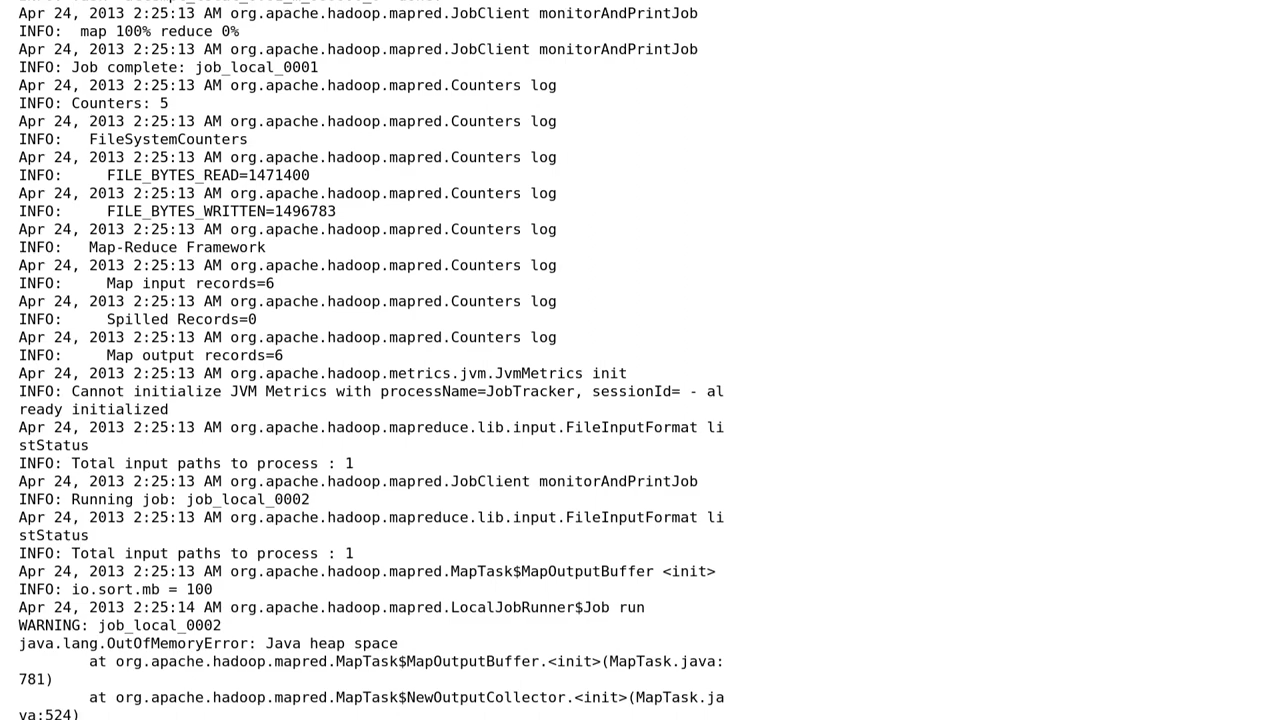 Apr 24, 2013 2:25:13 AM org.apache.hadoop.mapred.JobClient monitorAndPrintJob
INFO:  map 100% reduce 0%
Apr 24, 2013 2:25:13 AM org.apache.hadoop.mapred.JobClient monitorAndPrintJob
INFO: Job complete: job_local_0001
Apr 24, 2013 2:25:13 AM org.apache.hadoop.mapred.Counters log
INFO: Counters: 5
Apr 24, 2013 2:25:13 AM org.apache.hadoop.mapred.Counters log
INFO:   FileSystemCounters
Apr 24, 2013 2:25:13 AM org.apache.hadoop.mapred.Counters log
INFO:     FILE_BYTES_READ=1471400
Apr 24, 2013 2:25:13 AM org.apache.hadoop.mapred.Counters log
INFO:     FILE_BYTES_WRITTEN=1496783
Apr 24, 2013 2:25:13 AM org.apache.hadoop.mapred.Counters log
INFO:   Map-Reduce Framework
Apr 24, 2013 2:25:13 AM org.apache.hadoop.mapred.Counters log
INFO:     Map input records=6
Apr 24, 2013 2:25:13 AM org.apache.hadoop.mapred.Counters log
INFO:     Spilled Records=0
Apr 24, 2013 2:25:13 AM org.apache.hadoop.mapred.Counters log
INFO:     Map output records=6
Apr 24, 2013 2:25:13 AM org.apache.hadoop.metrics.jvm.JvmMetrics init
INFO: Cannot initialize JVM Metrics with processName=JobTracker, sessionId= - al
ready initialized
Apr 24, 2013 2:25:13 AM org.apache.hadoop.mapreduce.lib.input.FileInputFormat li
stStatus
INFO: Total input paths to process : 1
Apr 24, 2013 2:25:13 AM org.apache.hadoop.mapred.JobClient monitorAndPrintJob
INFO: Running job: job_local_0002
Apr 24, 2013 2:25:13 AM org.apache.hadoop.mapreduce.lib.input.FileInputFormat li
stStatus
INFO: Total input paths to process : 1
Apr 24, 2013 2:25:13 AM org.apache.hadoop.mapred.MapTask$MapOutputBuffer <init>
INFO: io.sort.mb = 100
Apr 24, 2013 2:25:14 AM org.apache.hadoop.mapred.LocalJobRunner$Job run
WARNING: job_local_0002
java.lang.OutOfMemoryError: Java heap space
        at org.apache.hadoop.mapred.MapTask$MapOutputBuffer.<init>(MapTask.java:
781)
        at org.apache.hadoop.mapred.MapTask$NewOutputCollector.<init>(MapTask.ja
va:524)